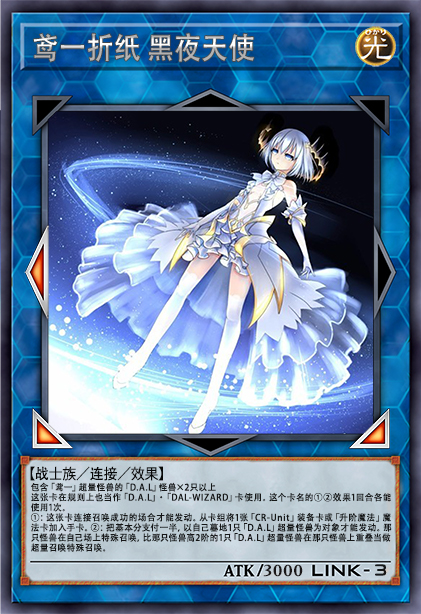 鸢一折纸 黑夜天使
ひかり
光
【战士族／连接／效果】
包含「鸢一」超量怪兽的「D.A.L」怪兽×2只以上
这张卡在规则上也当作「D.A.L」·「DAL-WIZARD」卡使用。这个卡名的①②效果1回合各能
使用1次。
①：这张卡连接召唤成功的场合才能发动。从卡组将1张「CR-Unit」装备卡或「升阶魔法」魔
法卡加入手卡。②：把基本分支付一半，以自己墓地1只「D.A.L」超量怪兽为对象才能发动。那
只怪兽在自己场上特殊召唤，比那只怪兽高2阶的1只「D.A.L」超量怪兽在那只怪兽上重叠当做
超量召唤特殊召唤。
ATK/3000 LINK-3